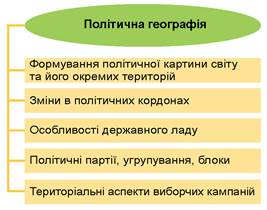 Політична географія
Формування політичної картини світу
та його окремих територій
Зміни в політичних кордонах
Особливості державного ладу
Політичні партії, угрупування, блоки
Територіальні аспекти виборчих кампаній